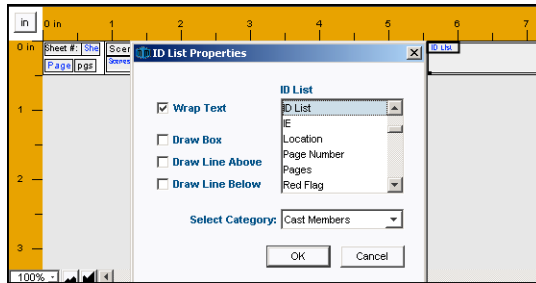 in
0 in 1 2 3 4 5 6 7
0 in
Sheet #: She
Scer
Page pgs
Scenes
ID List Properties
ID List
ID List
Wrap Text
ID List
IE
Draw Box
Location
Draw Line Above
Page Number
Pages
Draw Line Below
Red Flag
1
2
3
Select Category: Cast Members
OK Cancel
100%